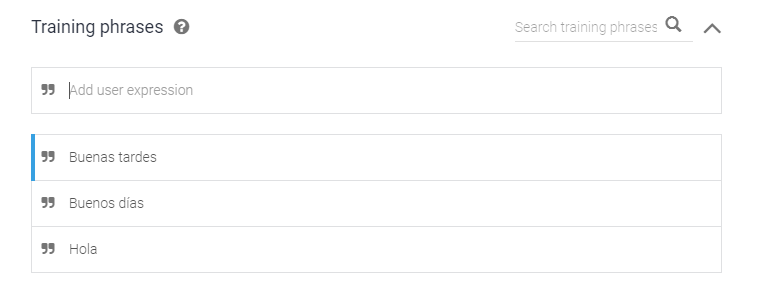 Training phrases
Search training phrases
Add user expression
Buenas tardes
Buenos días
Hola